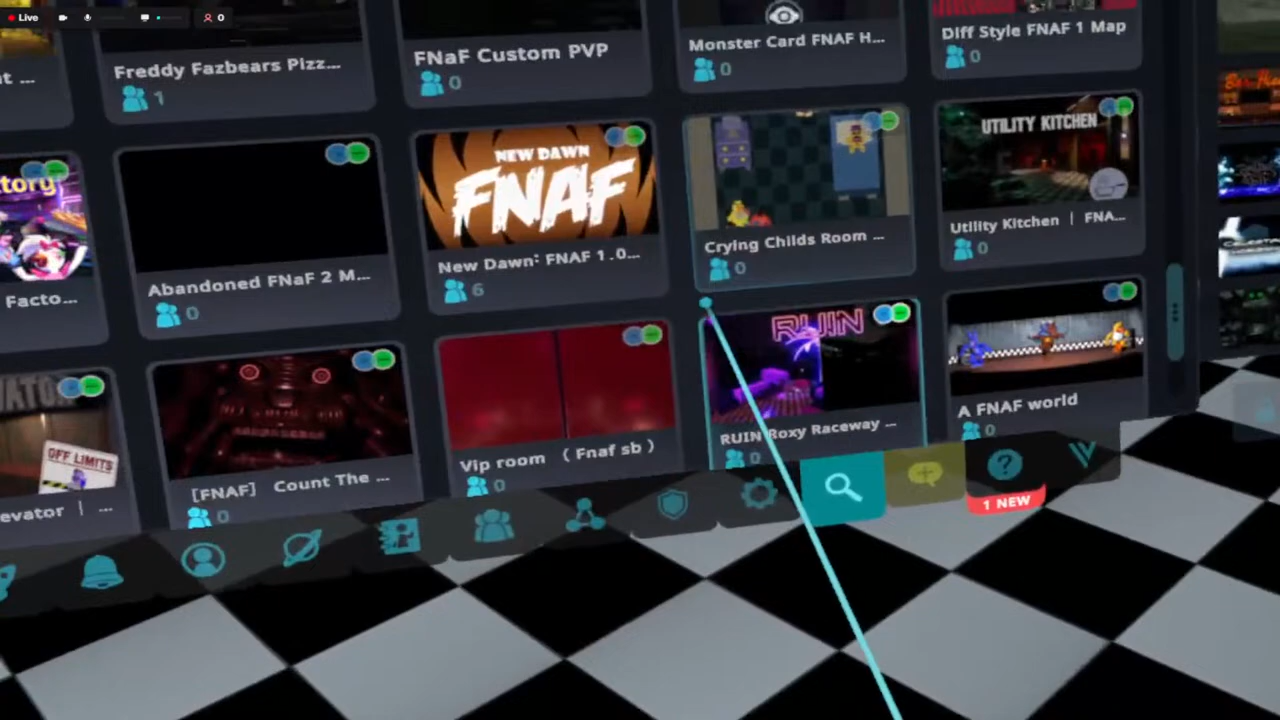 Live
0
t ...
Freddy Fazbears Pizz...
1
FNaF Custom PVP
0
Monster Card FNAF H...
0
Diff Style FNAF 1 Map
0
tory
Facto...
Abandoned FNaF 2 M...
0
NEW DAWN
FNAF
New Dawn: FNAF 1.0...
6
Crying Childs Room ...
0
UTILITY KITCHEN
Utility Kitchen | FNA...
0
OFF LIMITS
evator | ...
[FNAF] Count The ...
0
Vip room ( Fnaf sb )
0
RUIN
RUIN Roxy Raceway ...
0
A FNAF world
0
?
1 NEW